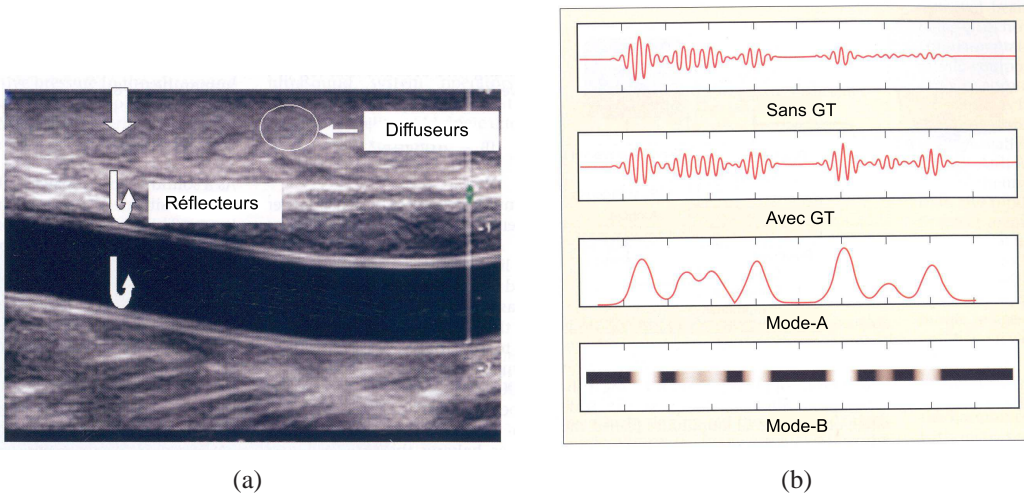 Diffuseurs
Réflecteurs
(a)
Sans GT
Avec GT
Mode-A
Mode-B
(b)